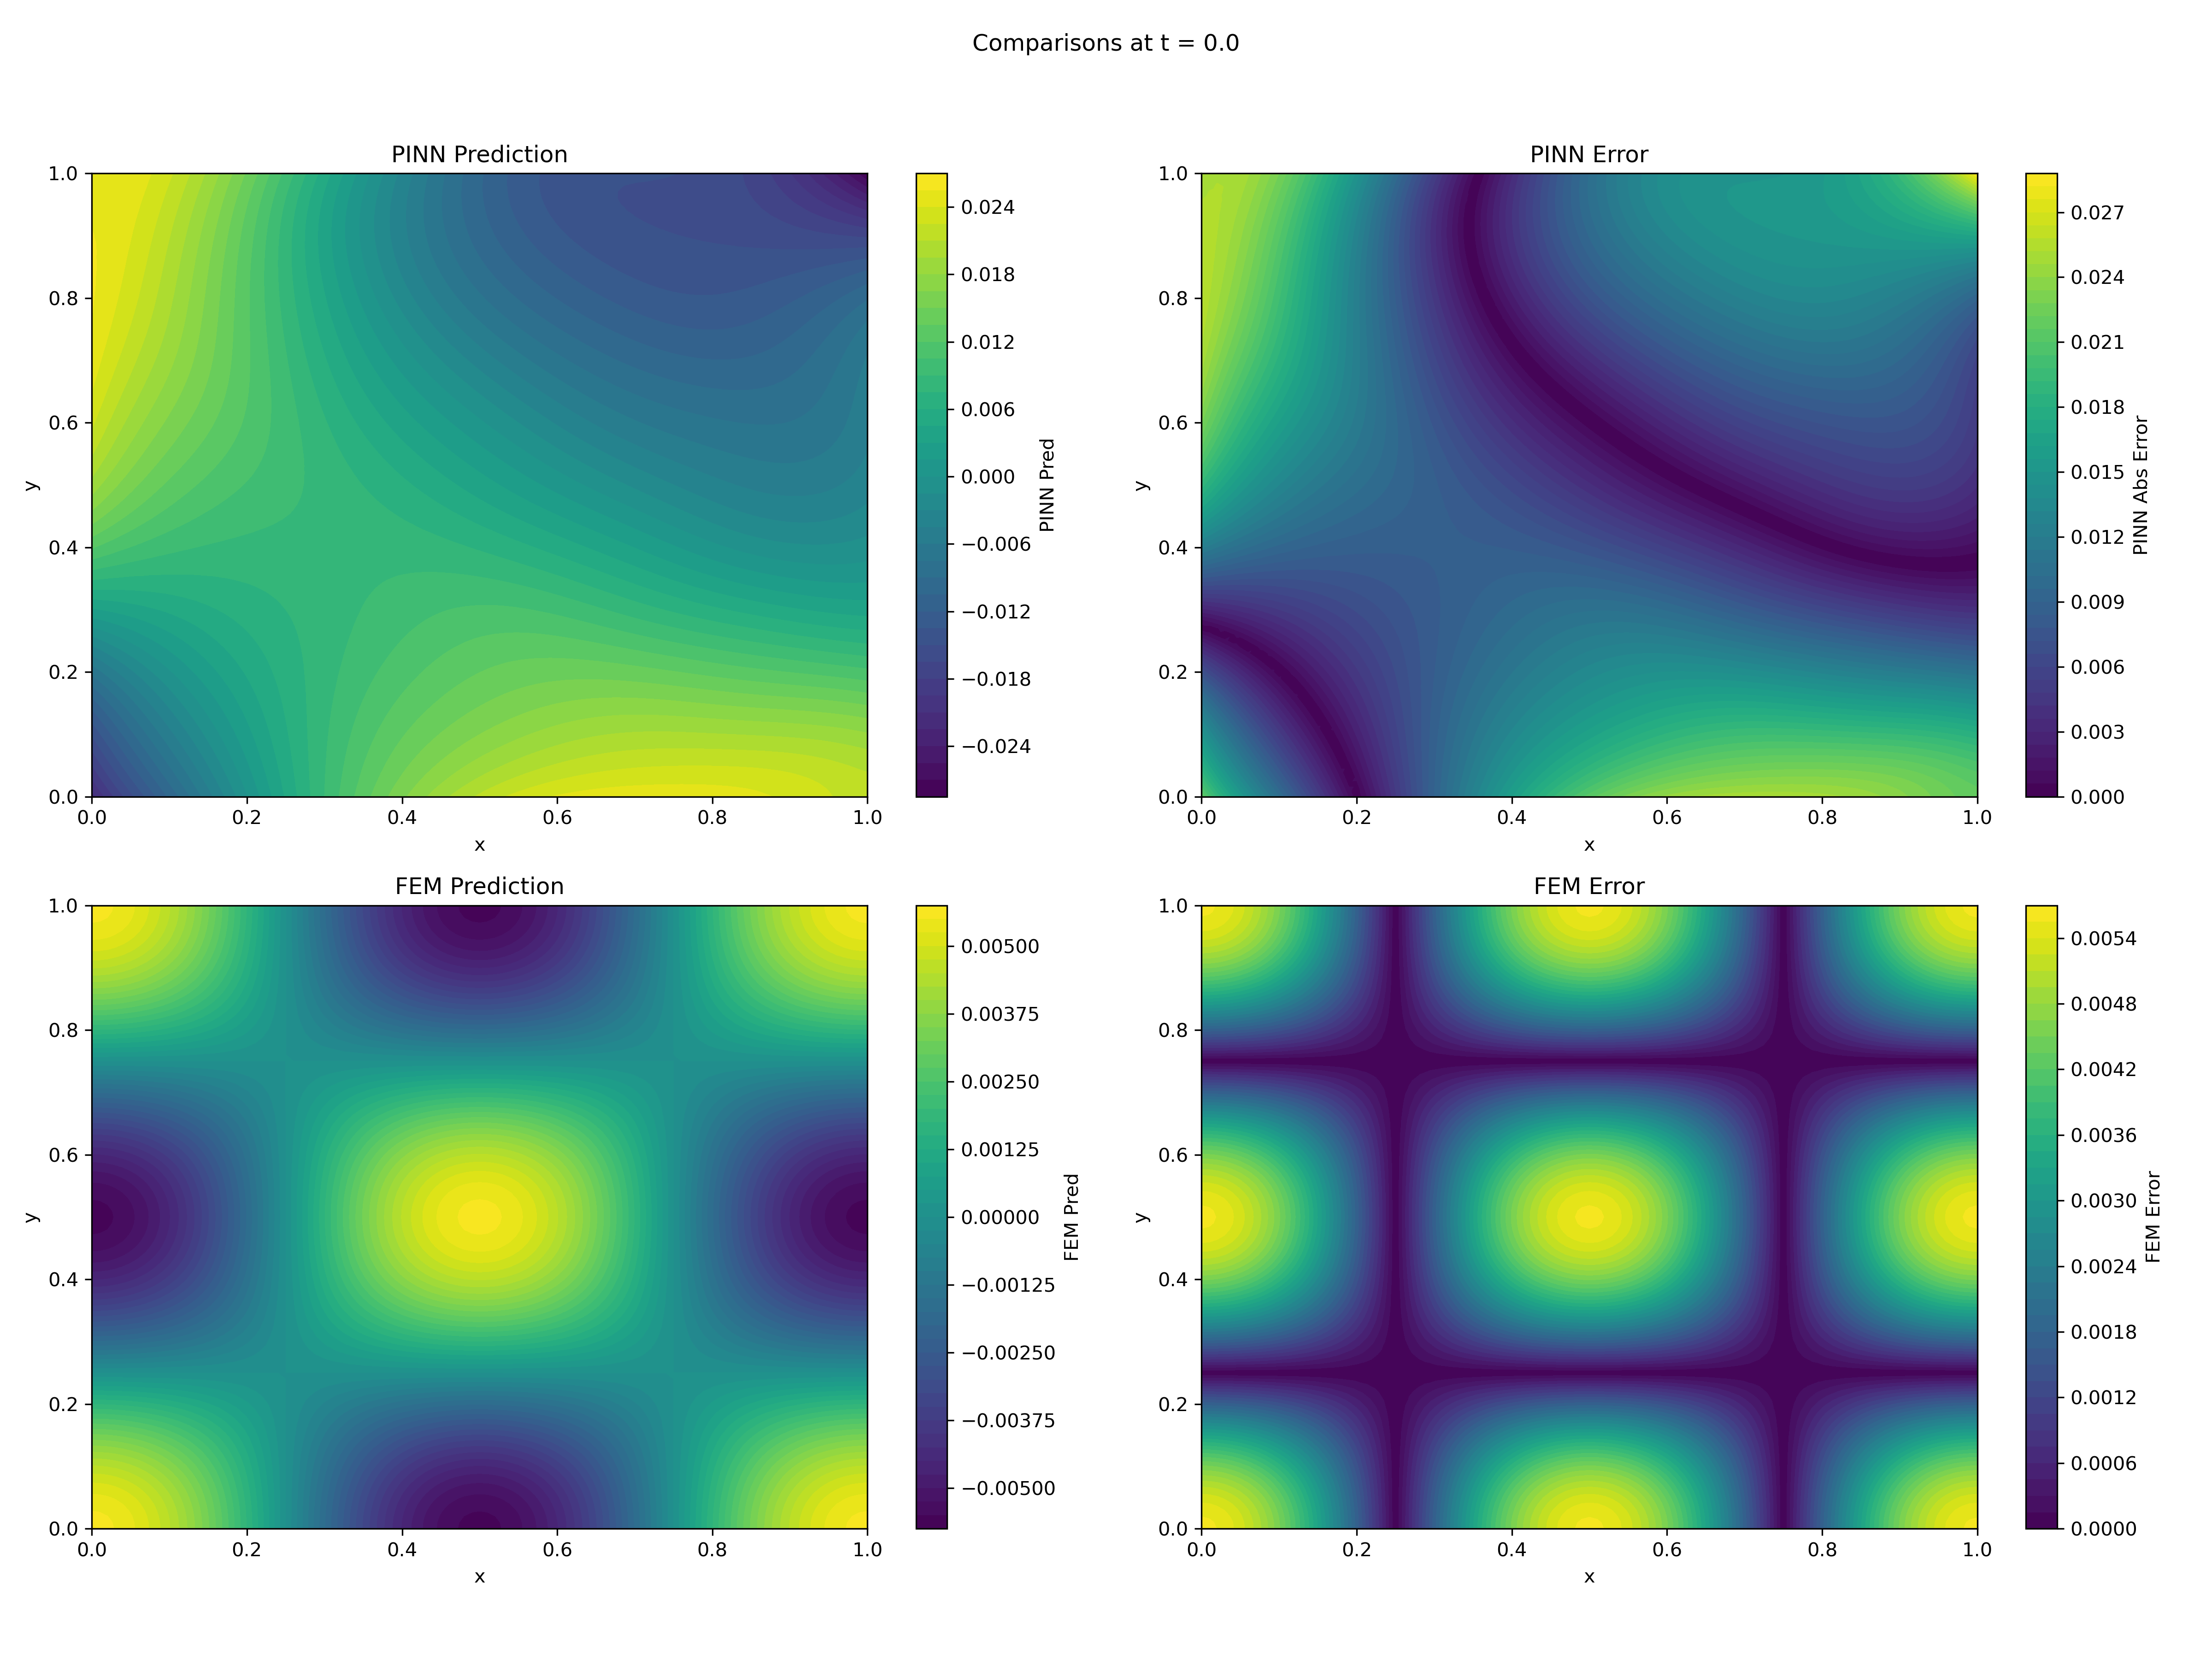 Comparisons at t = 0.0
PINN Prediction
1.0
0.8
0.6
0.4
0.2
0.0
y
0.0 0.2 0.4 0.6 0.8 1.0
x
0.024
0.018
0.012
0.006
0.000
−0.006
−0.012
−0.018
−0.024
PINN Pred
PINN Error
1.0
0.8
0.6
0.4
0.2
0.0
y
0.0 0.2 0.4 0.6 0.8 1.0
x
0.027
0.024
0.021
0.018
0.015
0.012
0.009
0.006
0.003
0.000
PINN Abs Error
FEM Prediction
1.0
0.8
0.6
0.4
0.2
0.0
y
0.0 0.2 0.4 0.6 0.8 1.0
x
0.00500
0.00375
0.00250
0.00125
0.00000
−0.00125
−0.00250
−0.00375
−0.00500
FEM Pred
FEM Error
1.0
0.8
0.6
0.4
0.2
0.0
y
0.0 0.2 0.4 0.6 0.8 1.0
x
0.0054
0.0048
0.0042
0.0036
0.0030
0.0024
0.0018
0.0012
0.0006
0.0000
FEM Error